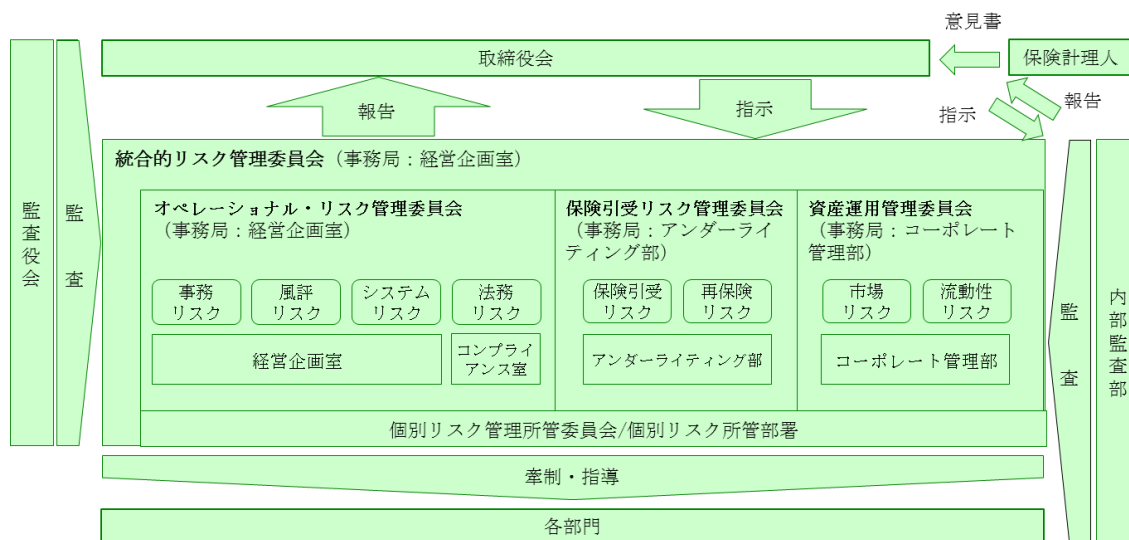 意見書
取締役会
保険計理人
報告
指示
指示
報告
統合的リスク管理委員会（事務局：経営企画室）
監査役会
監査
オペレーショナル・リスク管理委員会
（事務局：経営企画室）
保険引受リスク管理委員会
（事務局：アンダーライ
ティング部）
資産運用管理委員会
（事務局：コーポレート
管理部）
事務
リスク
風評
リスク
システム
リスク
法務
リスク
保険引受
リスク
再保険
リスク
市場
リスク
流動性
リスク
経営企画室
コンプライ
アンス室
アンダーライティング部
コーポレート管理部
監査
内部監査部
個別リスク管理所管委員会/個別リスク所管部署
牽制・指導
各部門